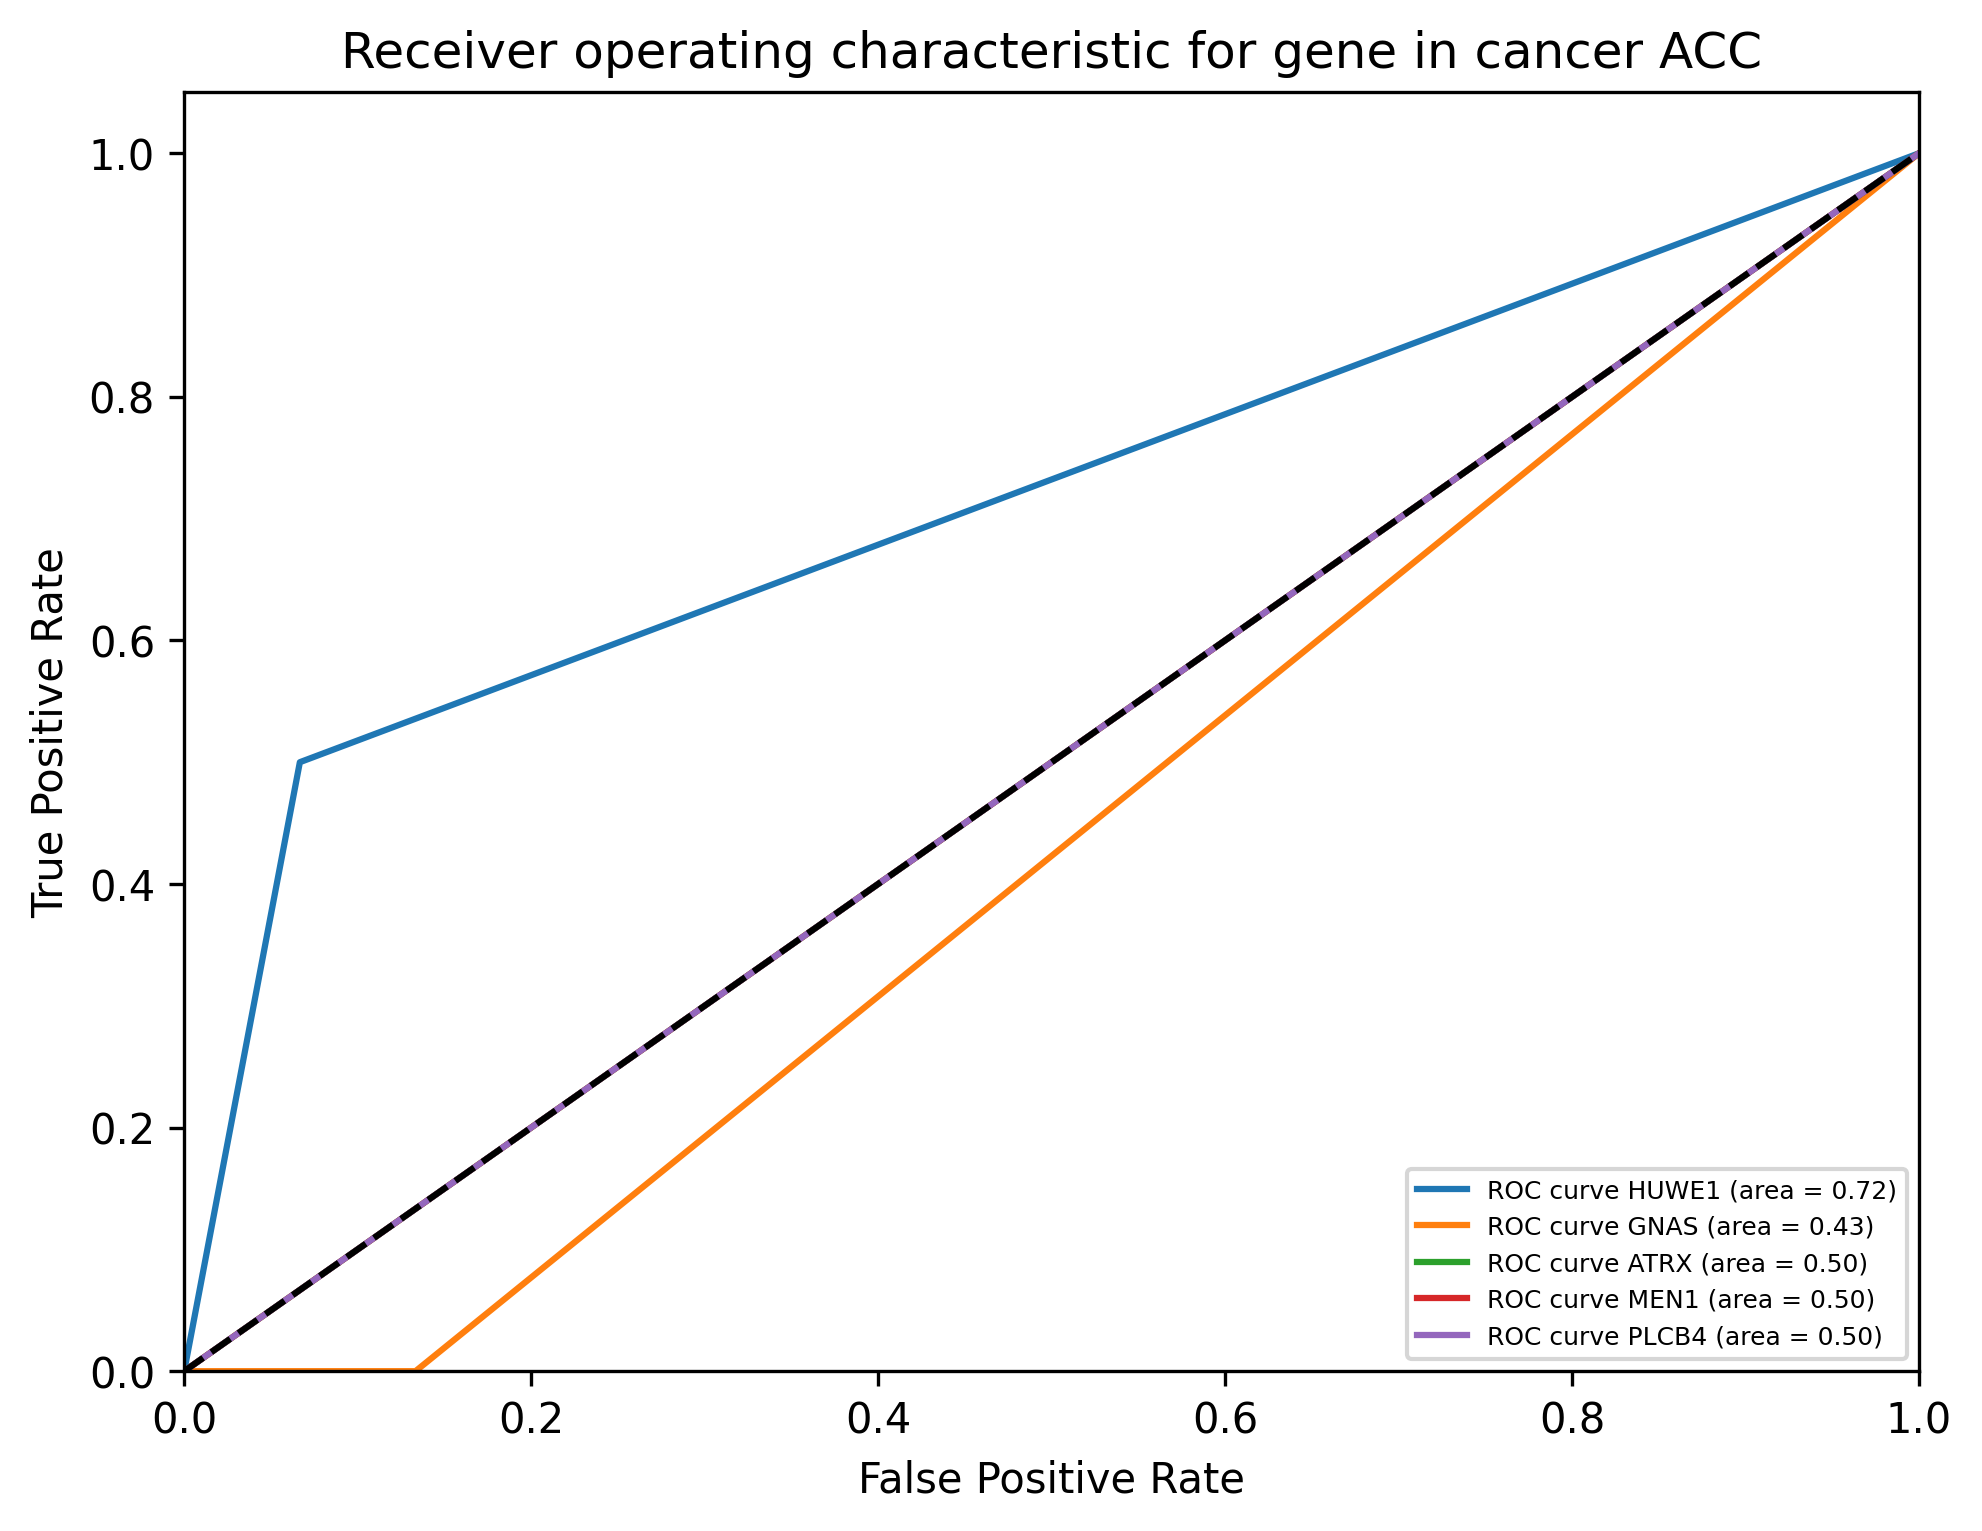 Receiver operating characteristic for gene in cancer ACC
True Positive Rate
1.0
0.8
0.6
0.4
0.2
0.0
ROC curve HUWE1 (area = 0.72)
ROC curve GNAS (area = 0.43)
ROC curve ATRX (area = 0.50)
ROC curve MEN1 (area = 0.50)
ROC curve PLCB4 (area = 0.50)
0.0 0.2 0.4 0.6 0.8 1.0
False Positive Rate